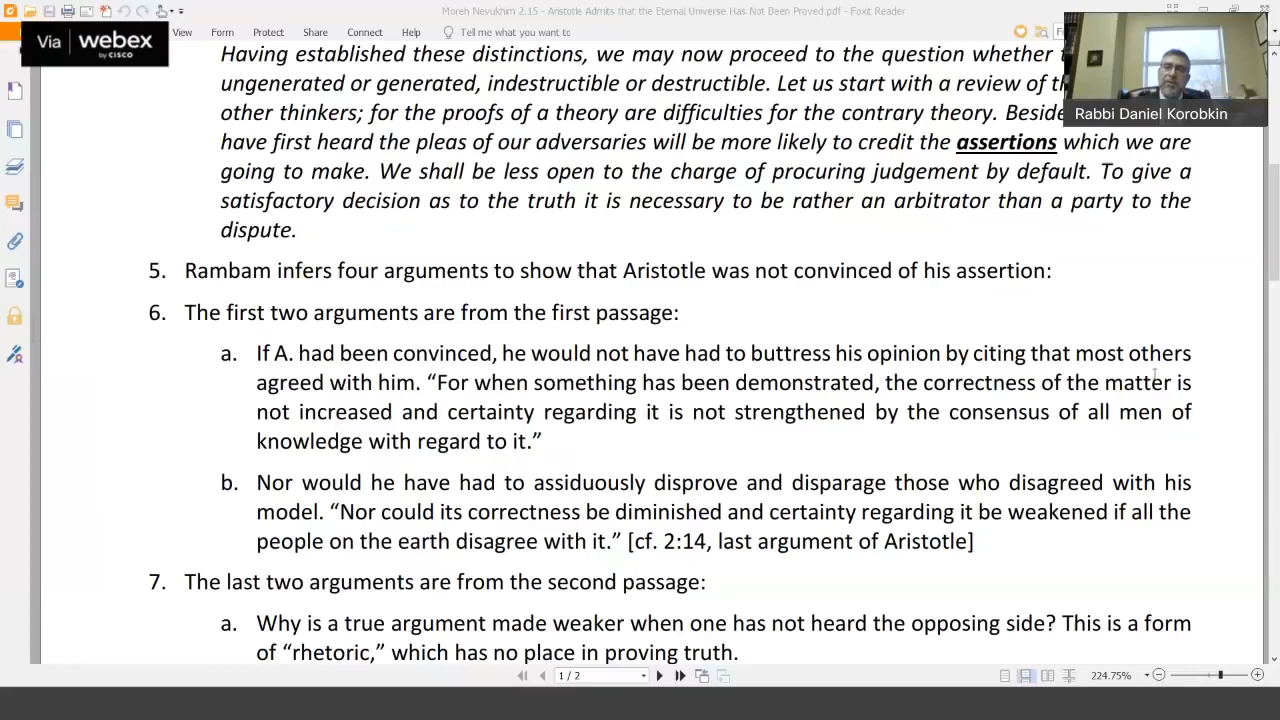 Moreh Nevukhim 2.15 - Aristotle Admits that the Eternal Universe Has Not Been Proved.pdf - Foxit Reader
Via webex
by CISCO
View Form Protect Share Connect Help Tell me what you want to
Rabbi Daniel Korobkin
Having established these distinctions, we may now proceed to the question whether
ungenerated or generated, indestructible or destructible. Let us start with a review of
other thinkers; for the proofs of a theory are difficulties for the contrary theory.
have first heard the pleas of our adversaries will be more likely to credit the assertions which we are
going to make. We shall be less open to the charge of procuring judgement by default. To give a
satisfactory decision as to the truth it is necessary to be rather an arbitrator than a party to the
dispute.
5. Rambam infers four arguments to show that Aristotle was not convinced of his assertion:
6. The first two arguments are from the first passage:
a. If A. had been convinced, he would not have had to buttress his opinion by citing that most others
agreed with him. “For when something has been demonstrated, the correctness of the matter is
not increased and certainty regarding it is not strengthened by the consensus of all men of
knowledge with regard to it.”
b. Nor would he have had to assiduously disprove and disparage those who disagreed with his
model. “Nor could its correctness be diminished and certainty regarding it be weakened if all the
people on the earth disagree with it.” [cf. 2:14, last argument of Aristotle]
7. The last two arguments are from the second passage:
a. Why is a true argument made weaker when one has not heard the opposing side? This is a form
of “rhetoric,” which has no place in proving truth.
1 / 2
224.75%